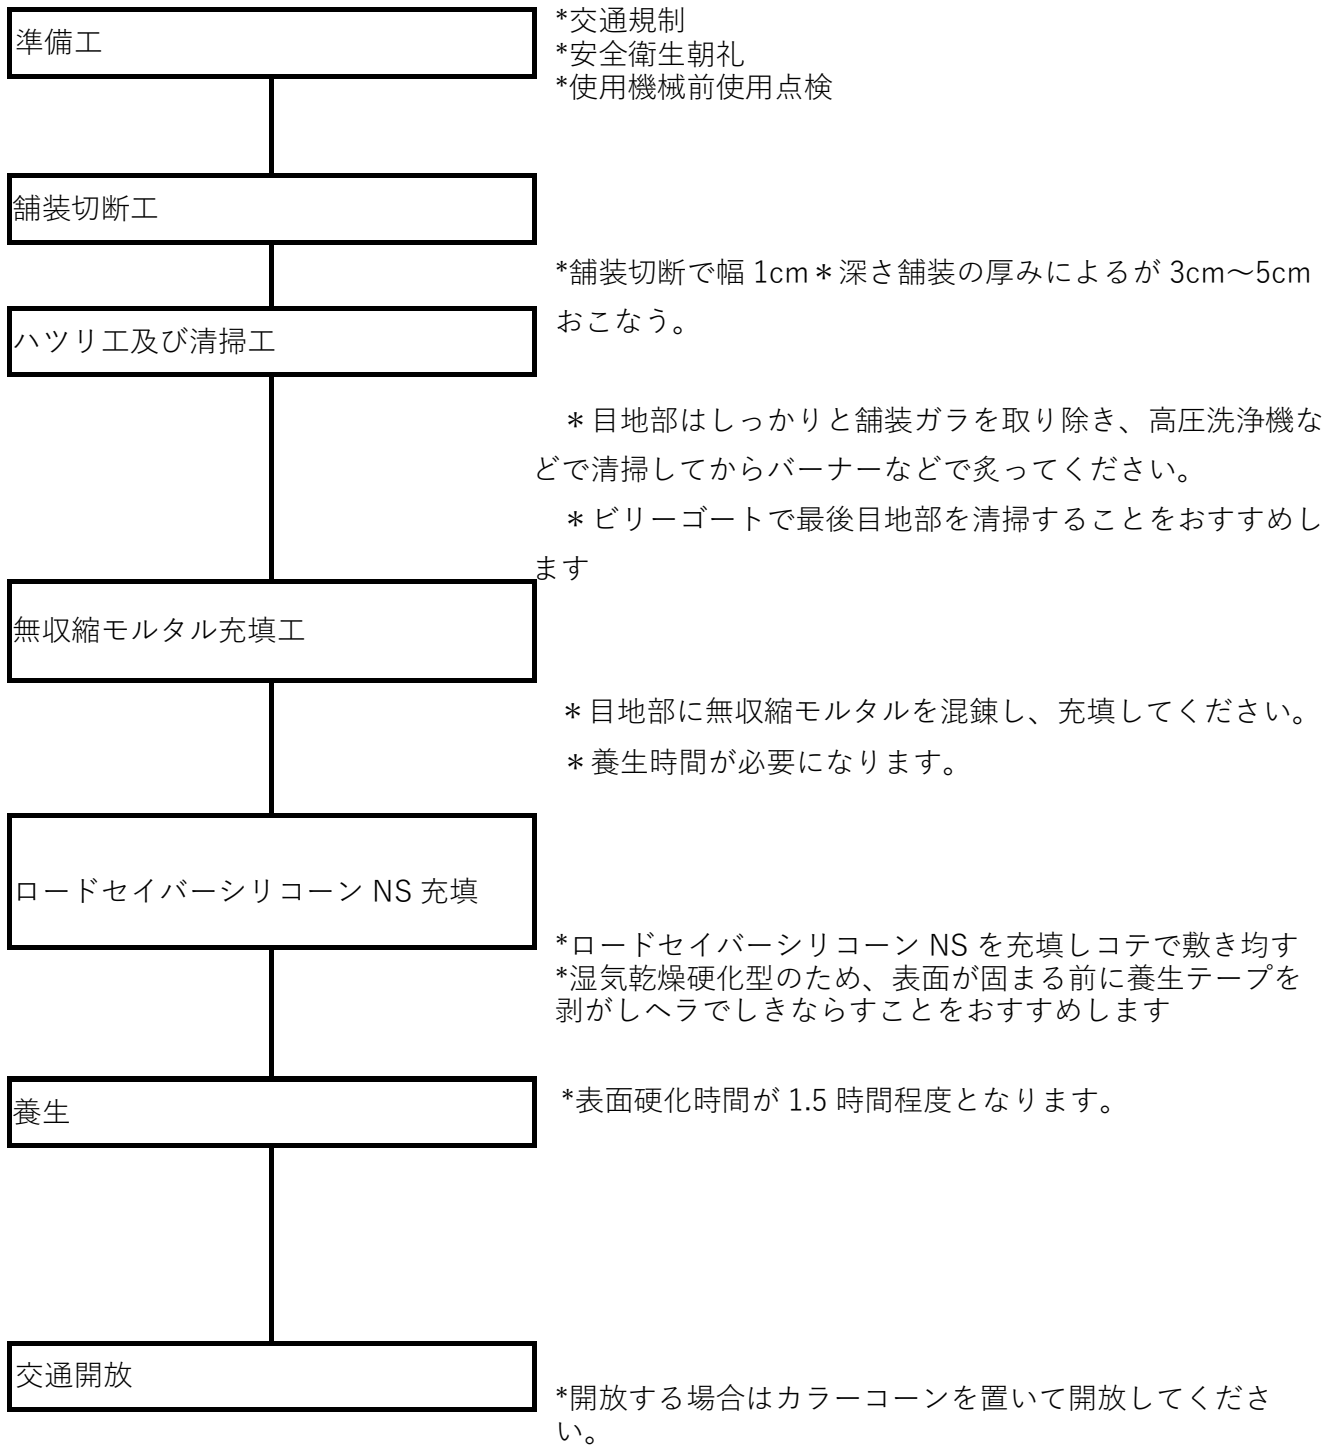 準備工
*交通規制
*安全衛生朝礼
*使用機械前使用点検
舗装切断工
*舗装切断で幅 1cm＊深さ舗装の厚みによるが 3cm～5cm
おこなう。
ハツリ工及び清掃工
＊目地部はしっかりと舗装ガラを取り除き、高圧洗浄機な
どで清掃してからバーナーなどで炙ってください。
＊ビリーゴートで最後目地部を清掃することをおすすめし
ます
無収縮モルタル充填工
＊目地部に無収縮モルタルを混錬し、充填してください。
＊養生時間が必要になります。
ロードセイバーシリコーン NS 充填
*ロードセイバーシリコーン NS を充填しコテで敷き均す
*湿気乾燥硬化型のため、表面が固まる前に養生テープを
剥がしヘラでしきならすことをおすすめします
養生
*表面硬化時間が 1.5 時間程度となります。
交通開放
*開放する場合はカラーコーンを置いて開放してくださ
い。